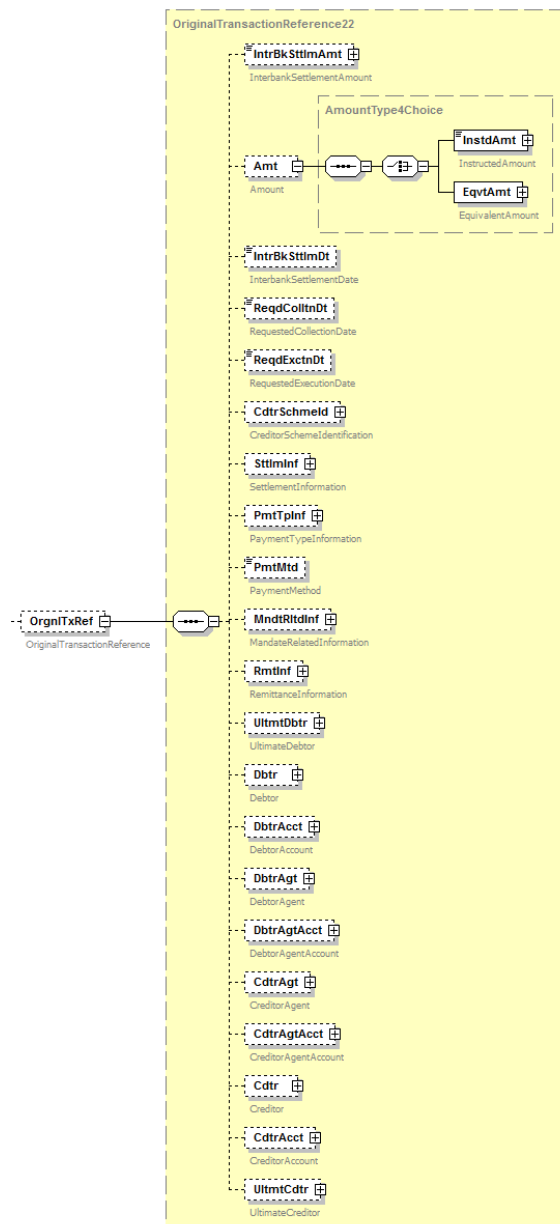 OriginalTransactionReference22
IntrBkSttlmAmt
InterbankSettlementAmount
AmountType4Choice
InstdAmt
InstructedAmount
Amt
Amount
EqvtAmt
EquivalentAmount
IntrBkSttlmDt
InterbankSettlementDate
ReqdColltnDt
RequestedCollectionDate
ReqdExctnDt
RequestedExecutionDate
CdtrSchmeId
CreditorSchemeIdentification
SttlmInf
SettlementInformation
PmtTpInf
PaymentTypeInformation
PmtMtd
PaymentMethod
OrgnlTxRef
OriginalTransactionReference
MndtRltdInf
MandateRelatedInformation
RmtInf
RemittanceInformation
UltmtDbtr
UltimateDebtor
Dbtr
Debtor
DbtrAcct
DebtorAccount
DbtrAgt
DebtorAgent
DbtrAgtAcct
DebtorAgentAccount
CdtrAgt
CreditorAgent
CdtrAgtAcct
CreditorAgentAccount
Cdtr
Creditor
CdtrAcct
CreditorAccount
UltmtCdtr
UltimateCreditor